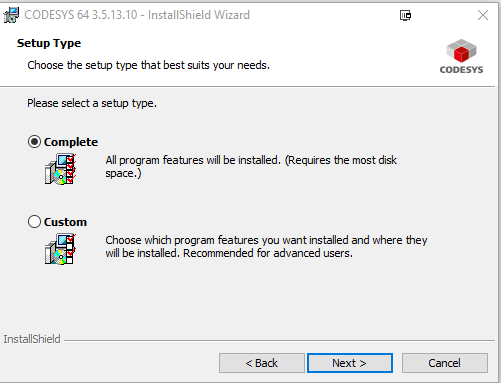 CODESYS 64 3.5.13.10 - InstallShield Wizard
Setup Type
Choose the setup type that best suits your needs.
CODESYS
Please select a setup type.
Complete
All program features will be installed. (Requires the most disk
space.)
Custom
Choose which program features you want installed and where they
will be installed. Recommended for advanced users.
InstallShield
< Back
Next >
Cancel